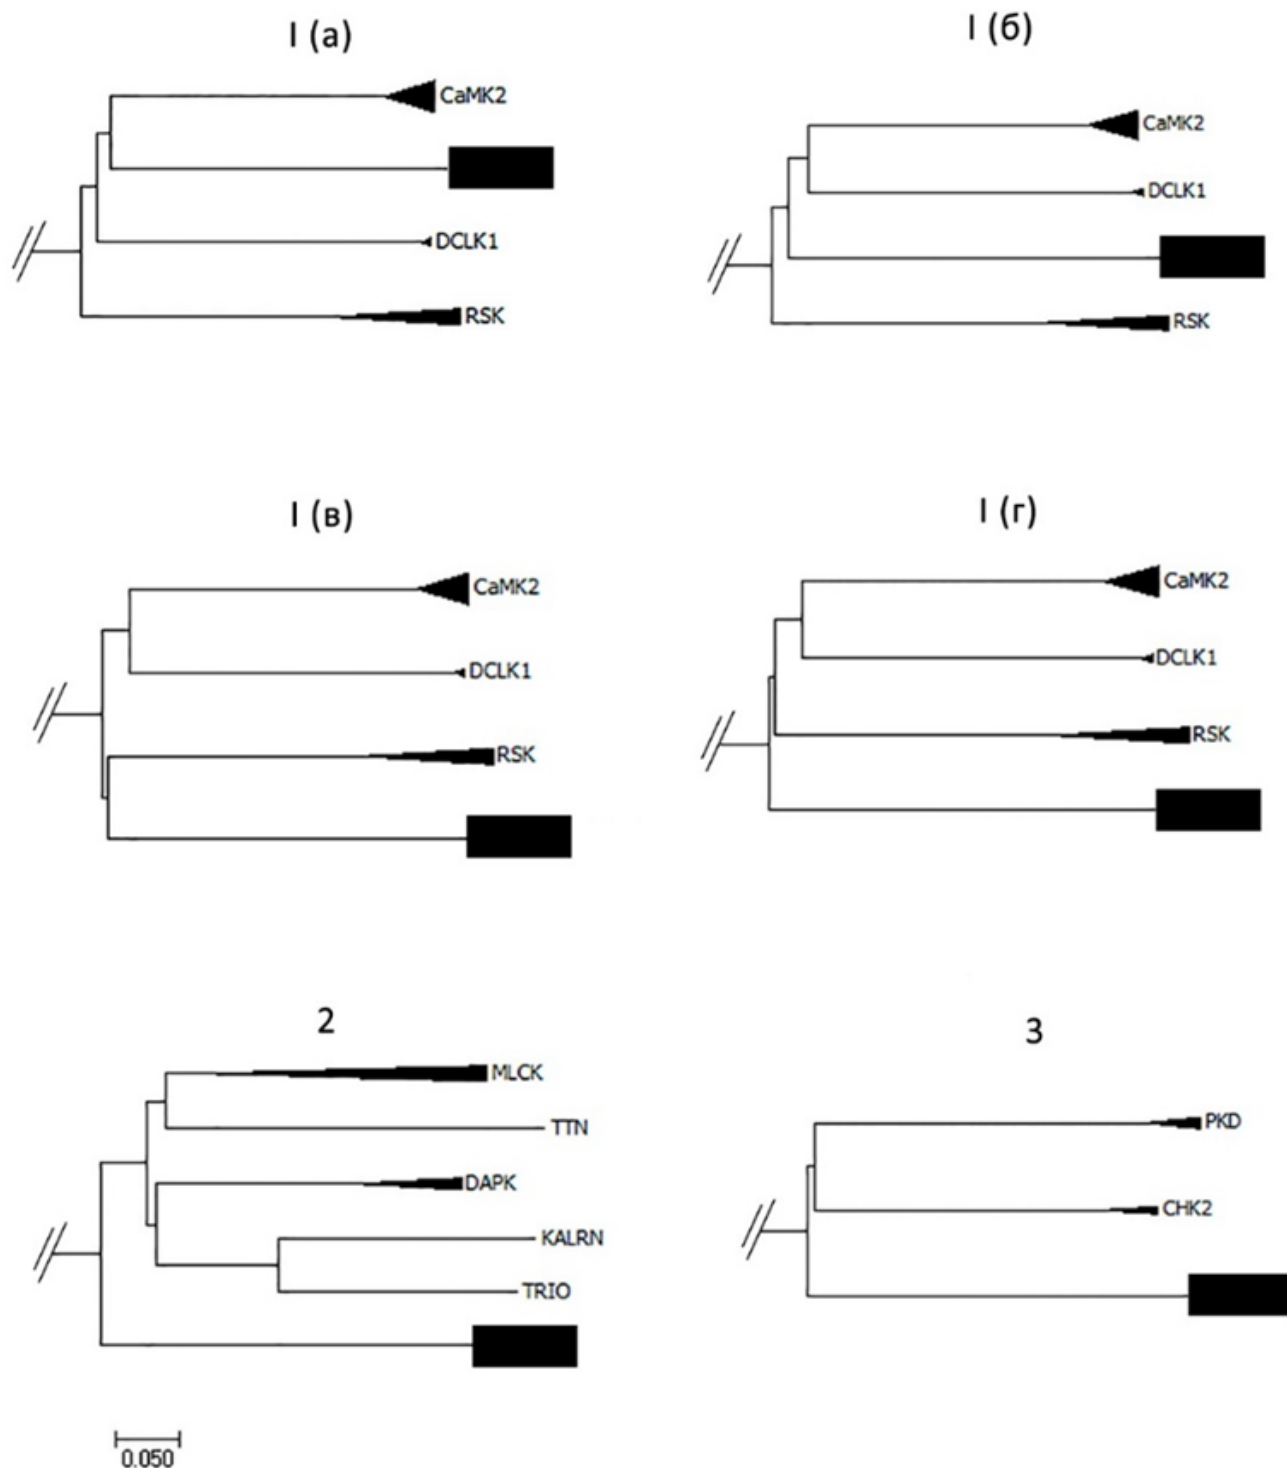 I (а)
CaMK2
DCLK1
RSK
I (б)
CaMK2
DCLK1
RSK
I (в)
CaMK2
DCLK1
RSK
I (г)
CaMK2
DCLK1
RSK
2
MLCK
TTN
DAPK
KALRN
TRIO
0.050
3
PKD
CHK2